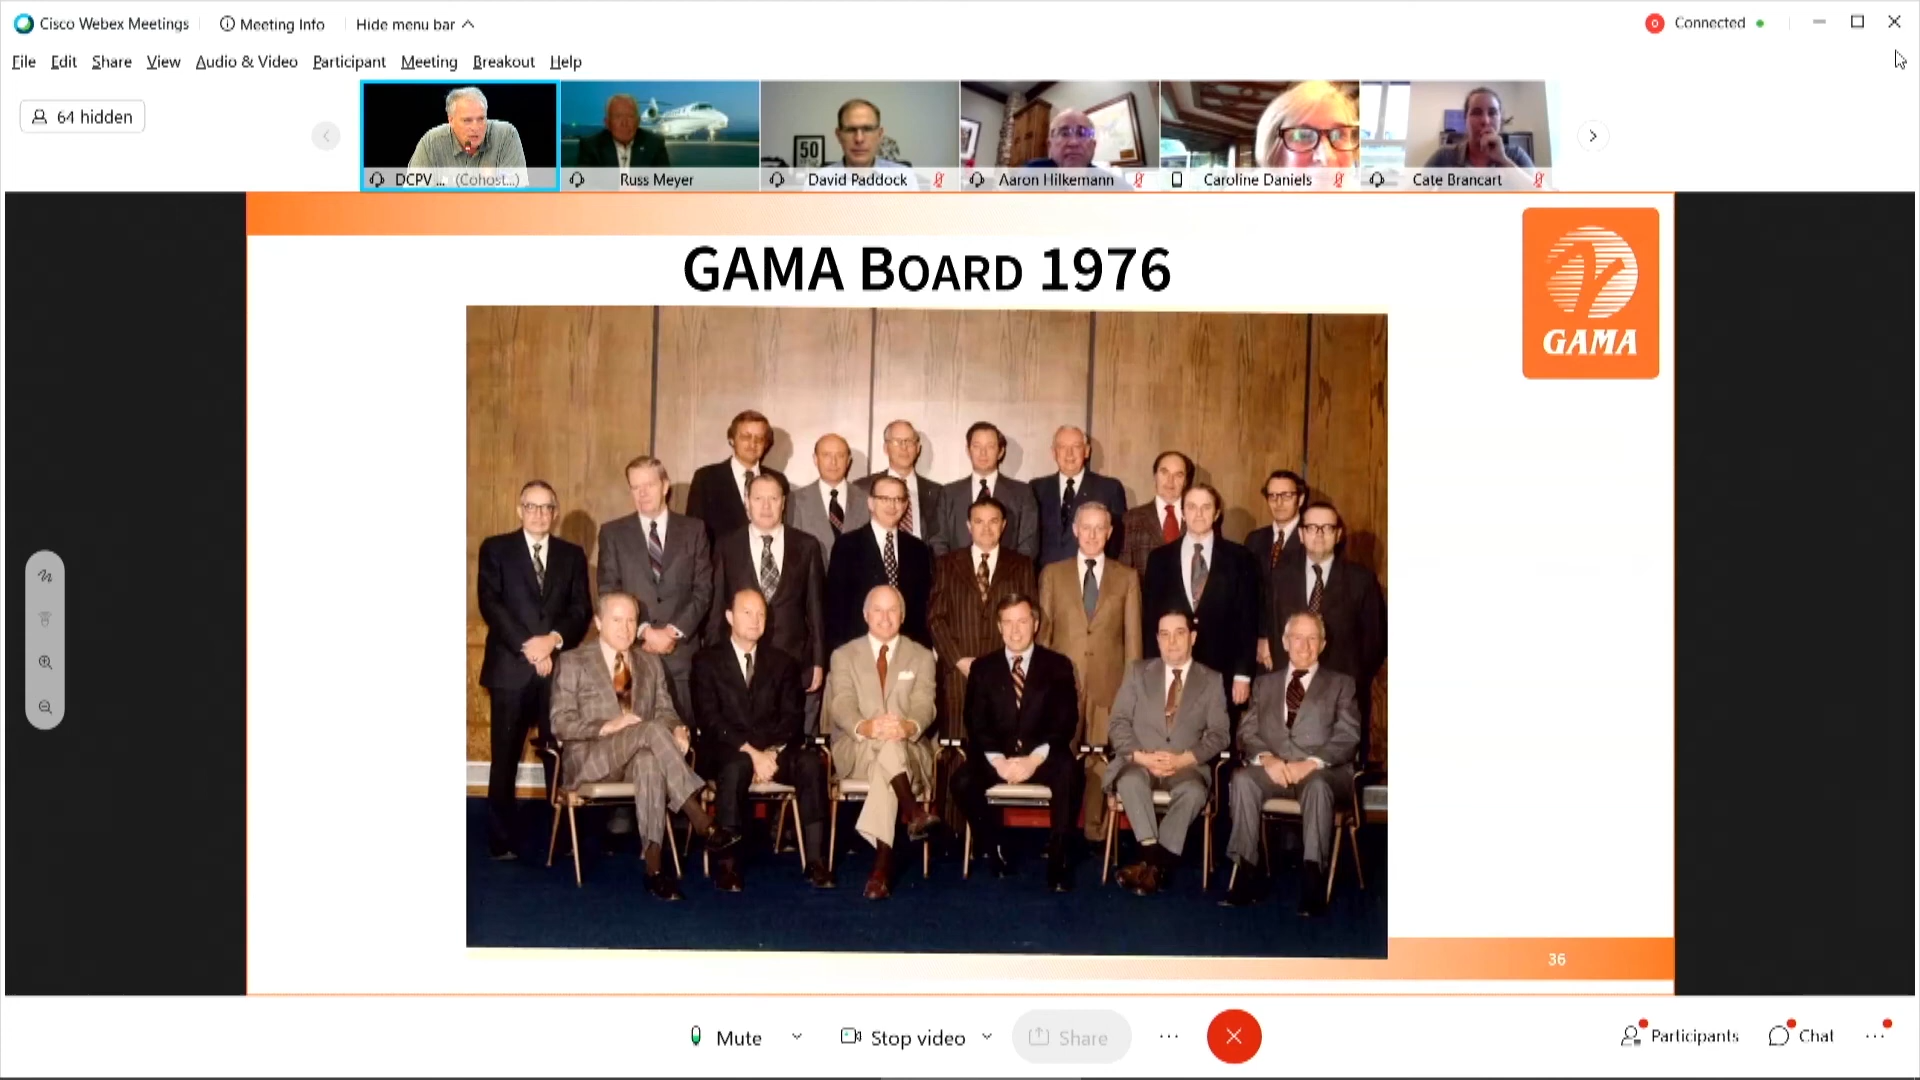 Cisco Webex Meetings
Meeting Info
Hide menu bar
Connected
File Edit Share View Audio & Video Participant Meeting Breakout Help
64 hidden
50
DCPV ... (Cohost...)
Russ Meyer
David Paddock
Aaron Hilkemann
Caroline Daniels
Cate Brancart
GAMA BOARD 1976
GAMA
36
Mute
Stop video
Share
...
Participants
Chat
...